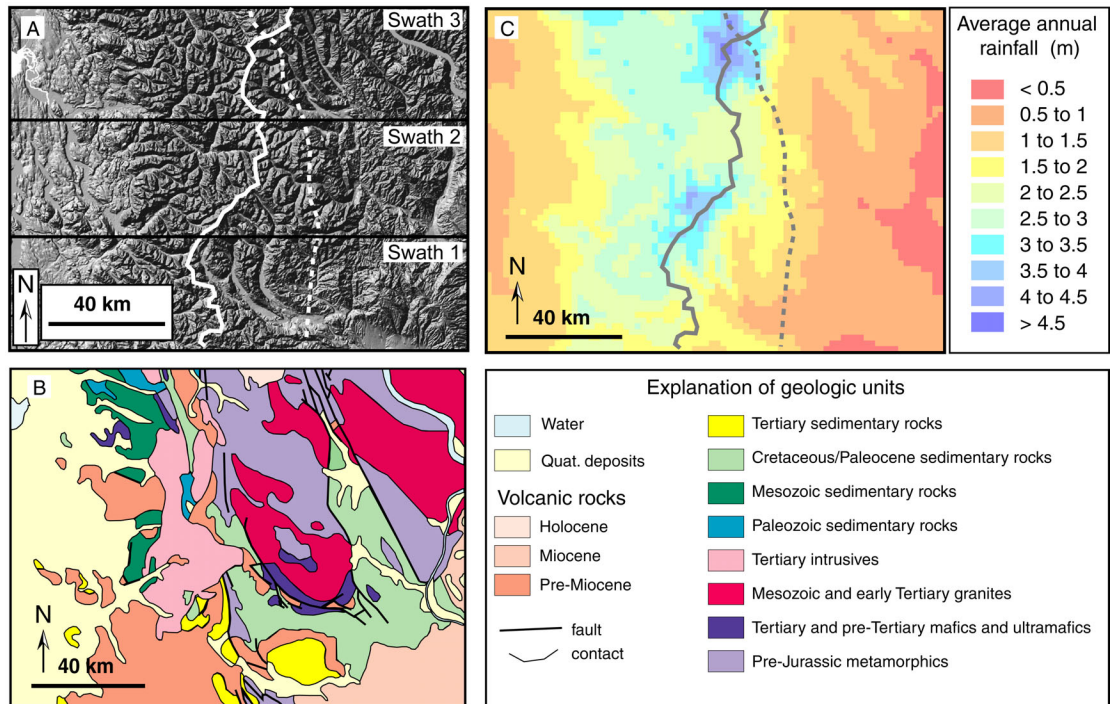 A
Swath 3
Swath 2
Swath 1
N
40 km
C
N
40 km
Average annual
rainfall (m)
< 0.5
0.5 to 1
1 to 1.5
1.5 to 2
2 to 2.5
2.5 to 3
3 to 3.5
3.5 to 4
4 to 4.5
> 4.5
B
N
40 km
Explanation of geologic units
Water
Quat. deposits
Volcanic rocks
Holocene
Miocene
Pre-Miocene
fault
contact
Tertiary sedimentary rocks
Cretaceous/Paleocene sedimentary rocks
Mesozoic sedimentary rocks
Paleozoic sedimentary rocks
Tertiary intrusives
Mesozoic and early Tertiary granites
Tertiary and pre-Tertiary mafics and ultramafics
Pre-Jurassic metamorphics